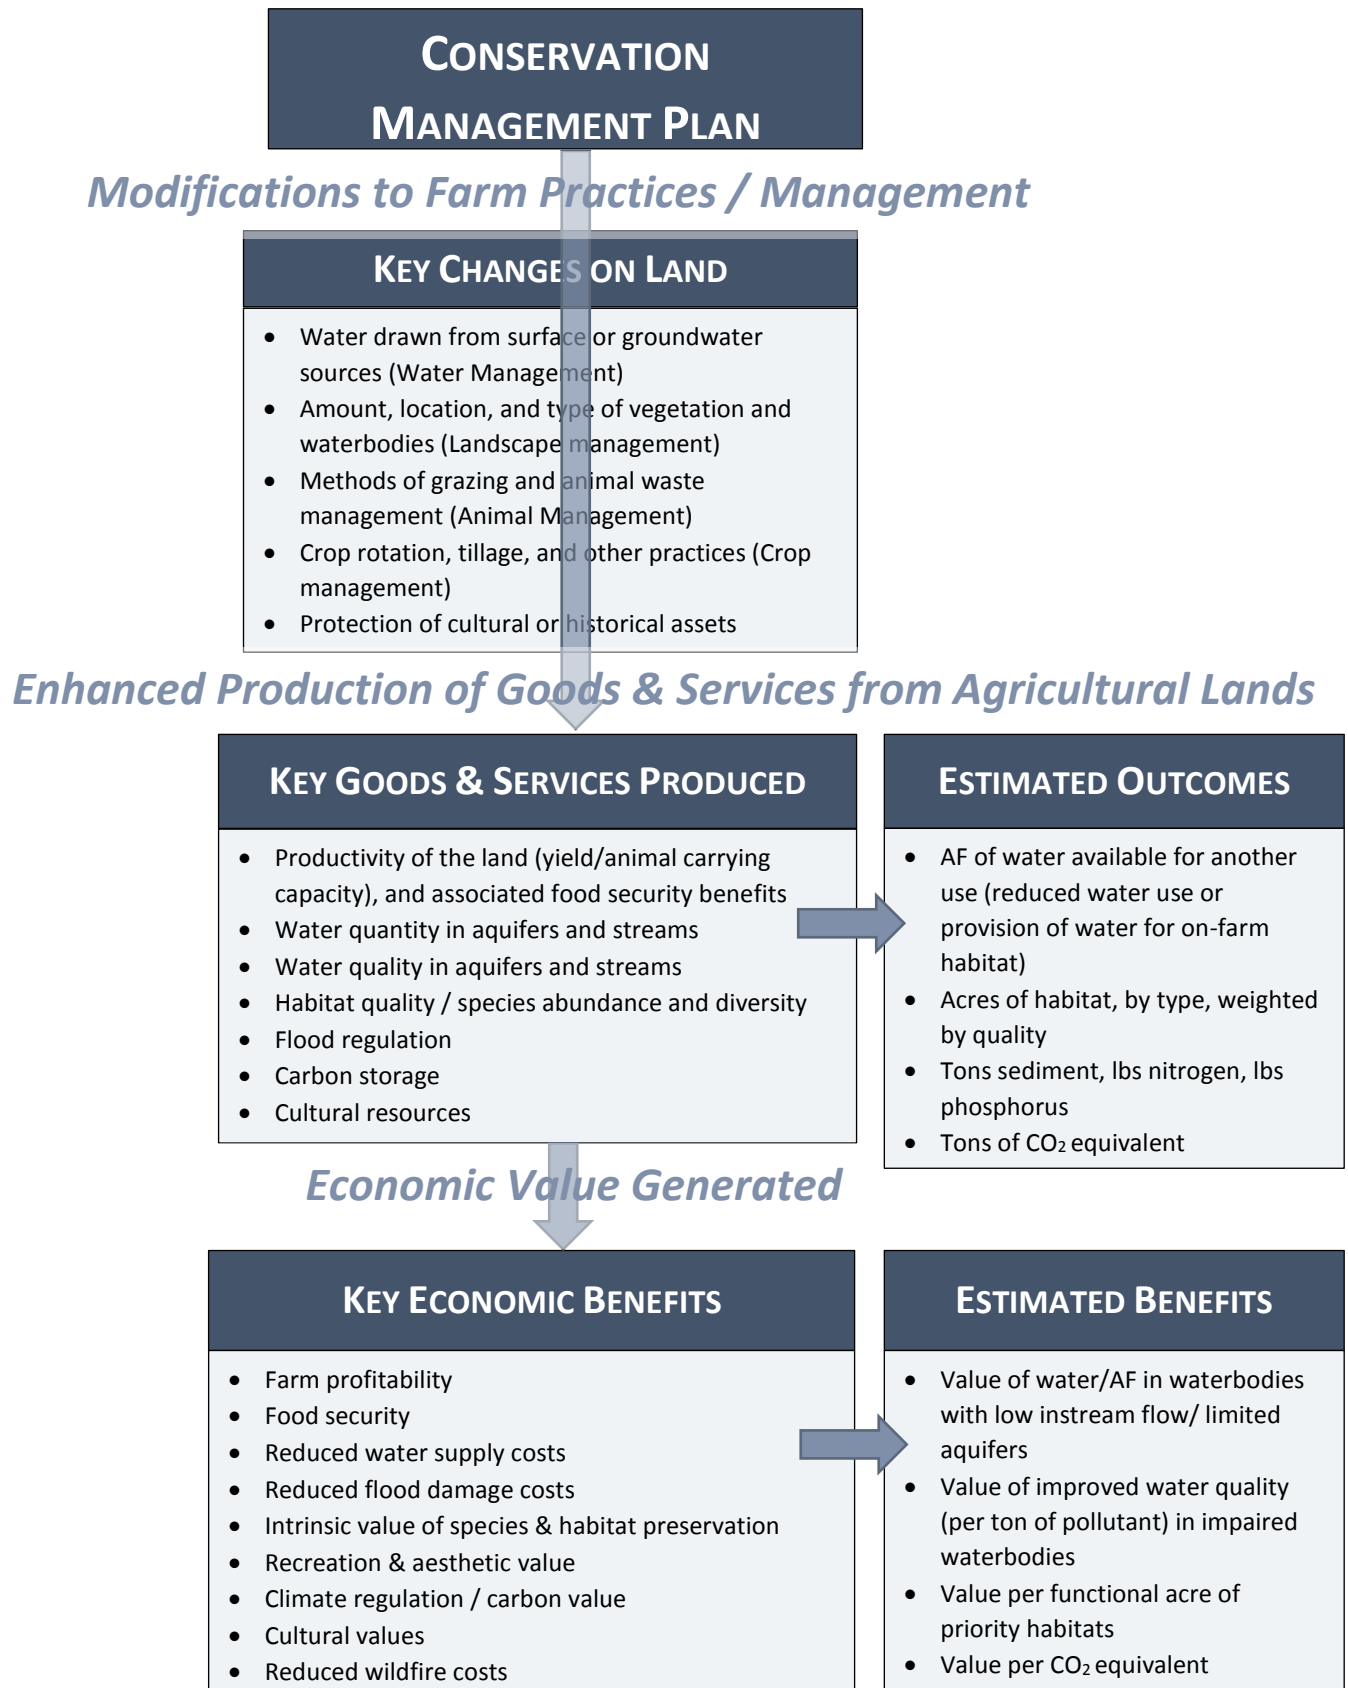 CONSERVATION
MANAGEMENT PLAN
Modifications to Farm Practices / Management
KEY CHANGES ON LAND
• Water drawn from surface or groundwater
sources (Water Management)
• Amount, location, and type of vegetation and
waterbodies (Landscape management)
• Methods of grazing and animal waste
management (Animal Management)
• Crop rotation, tillage, and other practices (Crop
management)
• Protection of cultural or historical assets
Enhanced Production of Goods & Services from Agricultural Lands
KEY GOODS & SERVICES PRODUCED
• Productivity of the land (yield/animal carrying
capacity), and associated food security benefits
• Water quantity in aquifers and streams
• Water quality in aquifers and streams
• Habitat quality / species abundance and diversity
• Flood regulation
• Carbon storage
• Cultural resources
ESTIMATED OUTCOMES
• AF of water available for another
use (reduced water use or
provision of water for on-farm
habitat)
• Acres of habitat, by type, weighted
by quality
• Tons sediment, lbs nitrogen, lbs
phosphorus
• Tons of CO₂ equivalent
Economic Value Generated
KEY ECONOMIC BENEFITS
• Farm profitability
• Food security
• Reduced water supply costs
• Reduced flood damage costs
• Intrinsic value of species & habitat preservation
• Recreation & aesthetic value
• Climate regulation / carbon value
• Cultural values
• Reduced wildfire costs
ESTIMATED BENEFITS
• Value of water/AF in waterbodies
with low instream flow/ limited
aquifers
• Value of improved water quality
(per ton of pollutant) in impaired
waterbodies
• Value per functional acre of
priority habitats
• Value per CO₂ equivalent